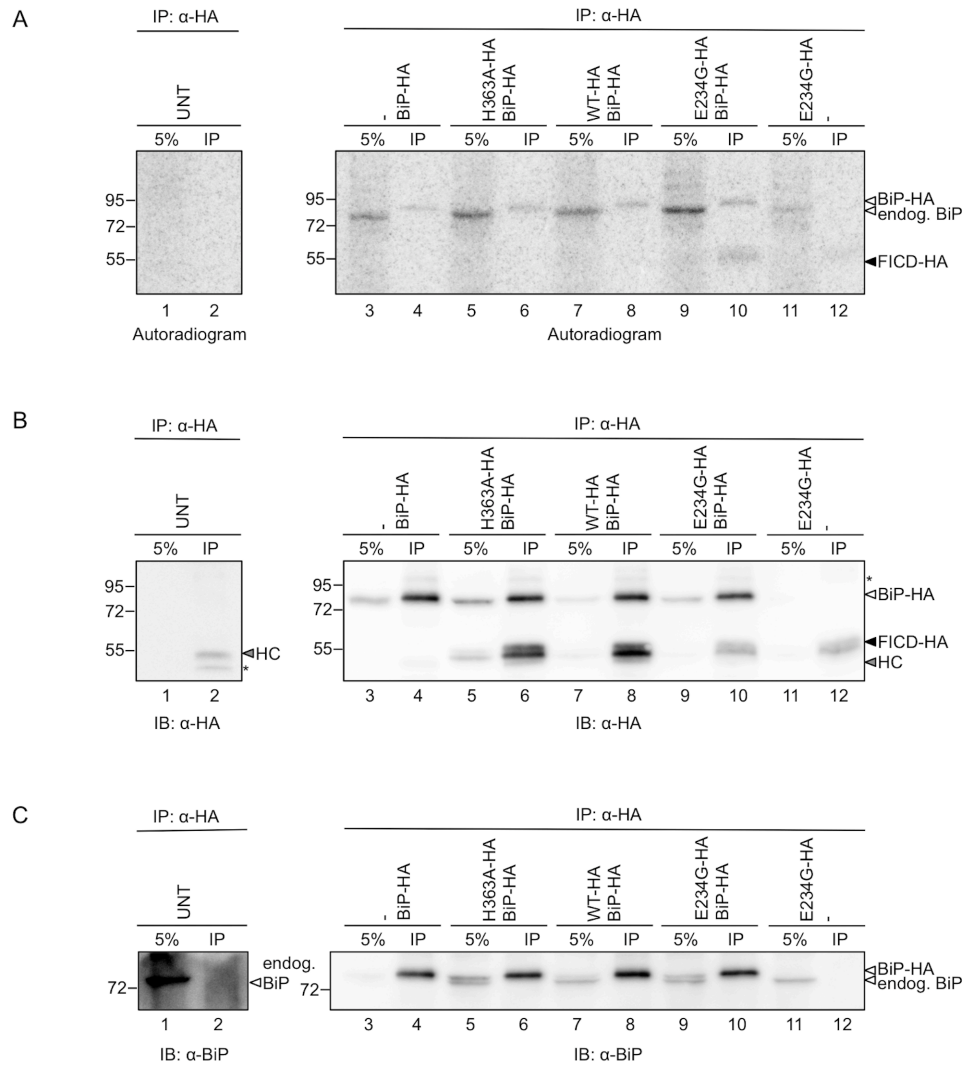 A
IP: α-HA
IP: α-HA
UNT
-
BiP-HA
H363A-HA
BiP-HA
WT-HA
BiP-HA
E234G-HA
BiP-HA
E234G-HA
-
5% IP
5% IP 5% IP 5% IP 5% IP 5% IP
95
72
55
95
72
55
BiP-HA
endog. BiP
FICD-HA
1 2
3 4 5 6 7 8 9 10 11 12
Autoradiogram
Autoradiogram
B
IP: α-HA
IP: α-HA
UNT
-
BiP-HA
H363A-HA
BiP-HA
WT-HA
BiP-HA
E234G-HA
BiP-HA
E234G-HA
-
5% IP
5% IP 5% IP 5% IP 5% IP 5% IP
95
72
55
HC
*
95
72
55
*
BiP-HA
FICD-HA
HC
1 2
3 4 5 6 7 8 9 10 11 12
IB: α-HA
IB: α-HA
C
IP: α-HA
IP: α-HA
UNT
-
BiP-HA
H363A-HA
BiP-HA
WT-HA
BiP-HA
E234G-HA
BiP-HA
E234G-HA
-
5% IP
5% IP 5% IP 5% IP 5% IP 5% IP
72
endog.
BiP
72
BiP-HA
endog. BiP
1 2
3 4 5 6 7 8 9 10 11 12
IB: α-BiP
IB: α-BiP